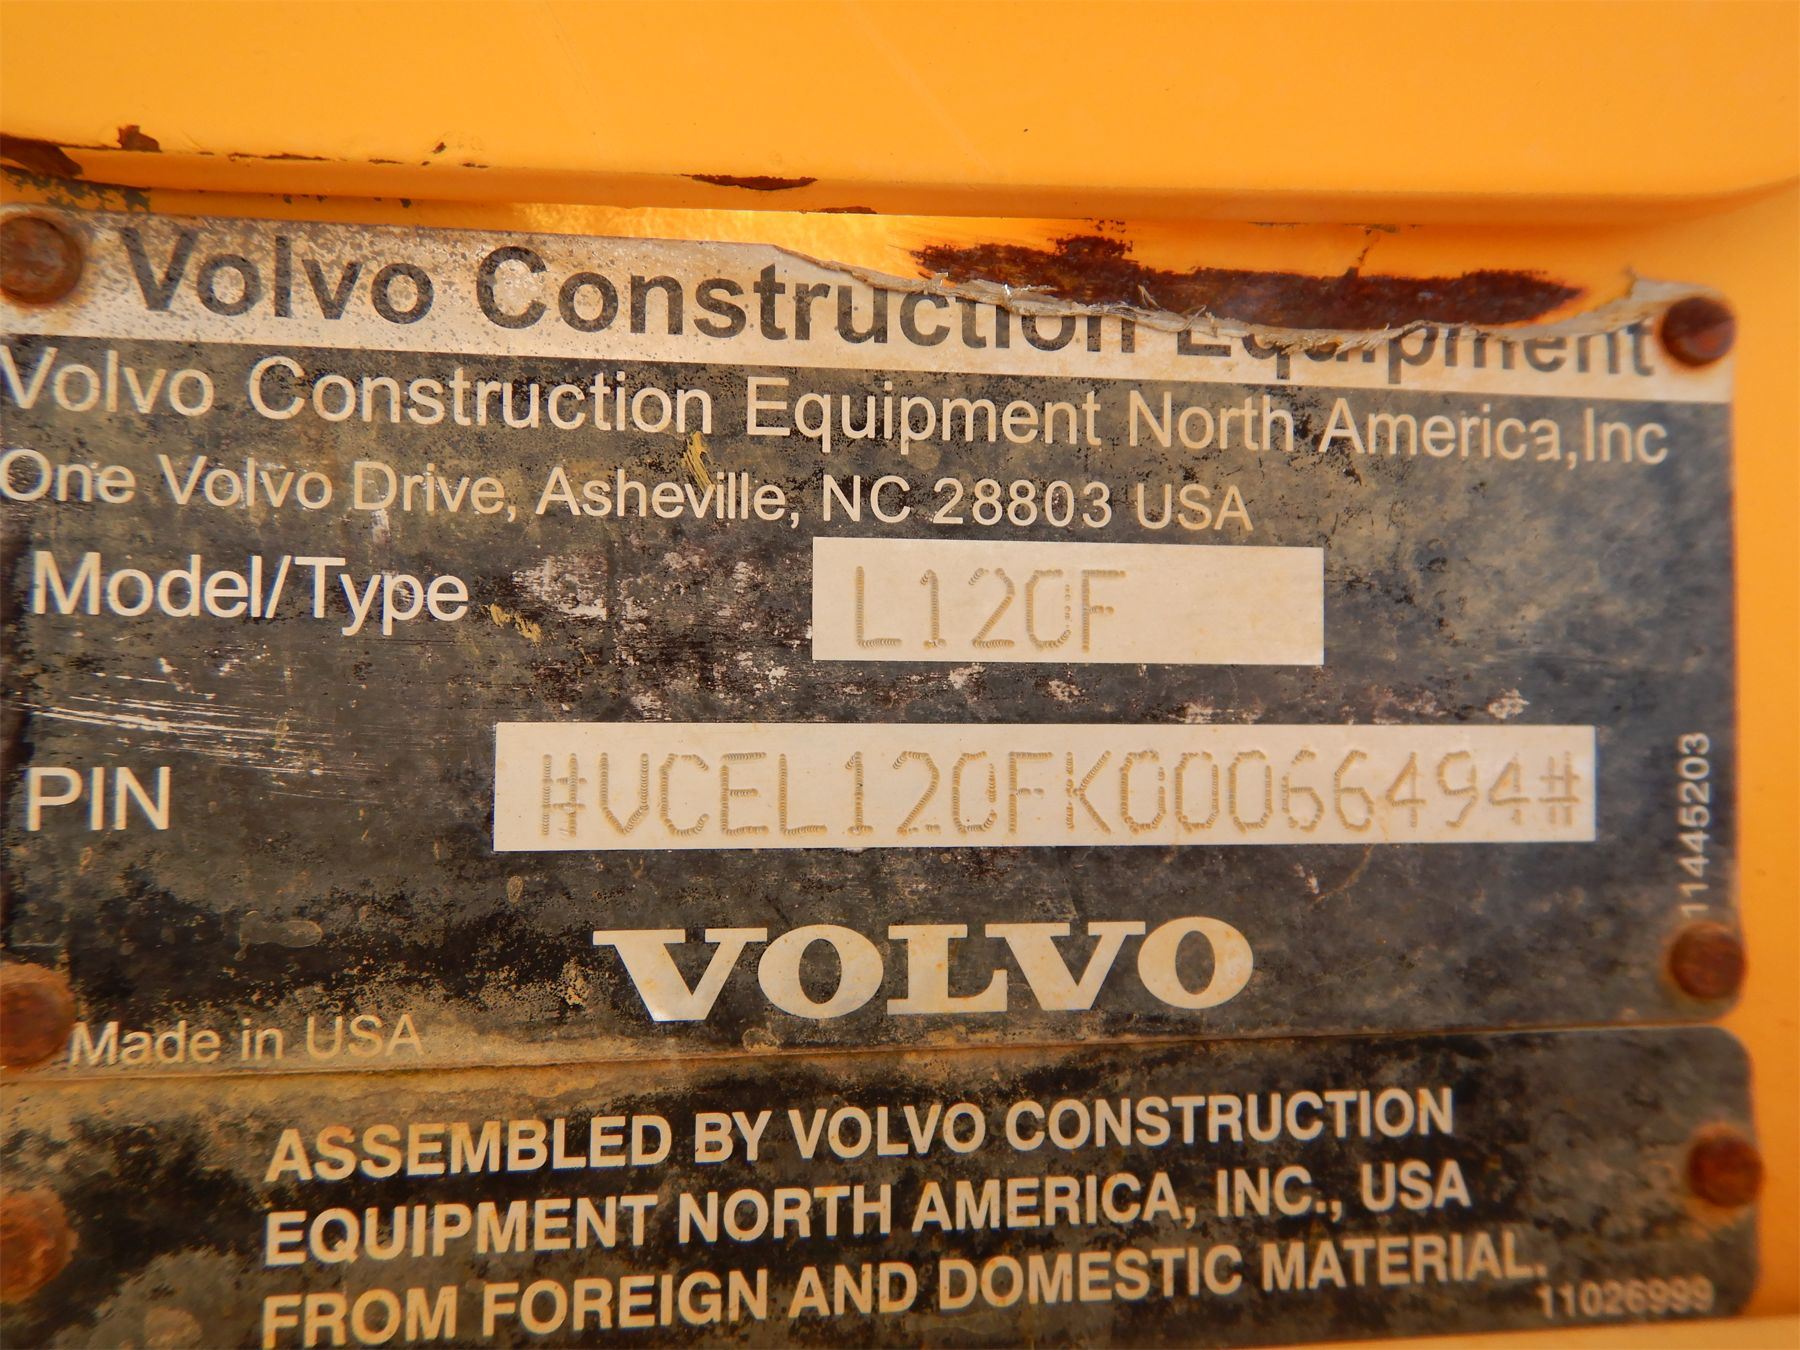 Volvo Construction Equipment
Volvo Construction Equipment North America,Inc
One Volvo Drive, Asheville, NC 28803 USA
Model/Type L120F
PIN #VCEL120FK00066494#
11445203
VOLVO
Made in USA
ASSEMBLED BY VOLVO CONSTRUCTION
EQUIPMENT NORTH AMERICA, INC., USA
FROM FOREIGN AND DOMESTIC MATERIAL.
11026999